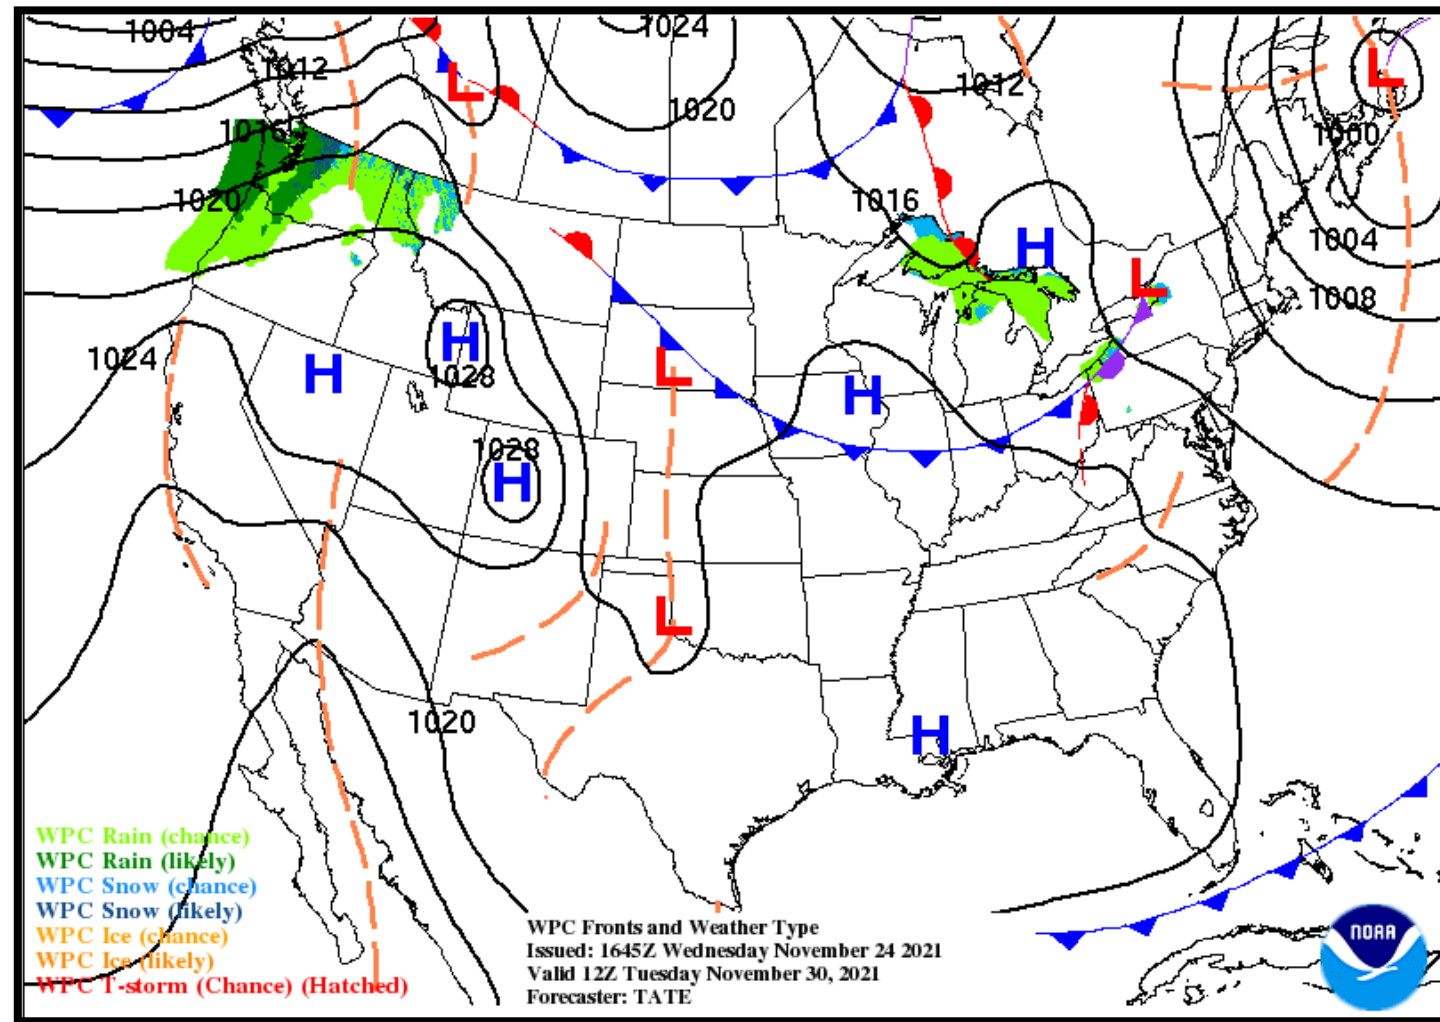 1004
1024
1012
1012
1020
1000
1016
1020
1016
1004
1008
1024
1028
1028
1020
L
L
L
H
L
H
H
L
H
H
L
H
WPC Rain (chance)
WPC Rain (likely)
WPC Snow (chance)
WPC Snow (likely)
WPC Ice (chance)
WPC Ice (likely)
WPC T-storm (Chance) (Hatched)
WPC Fronts and Weather Type
Issued: 1645Z Wednesday November 24 2021
Valid 12Z Tuesday November 30, 2021
Forecaster: TATE
NOAA